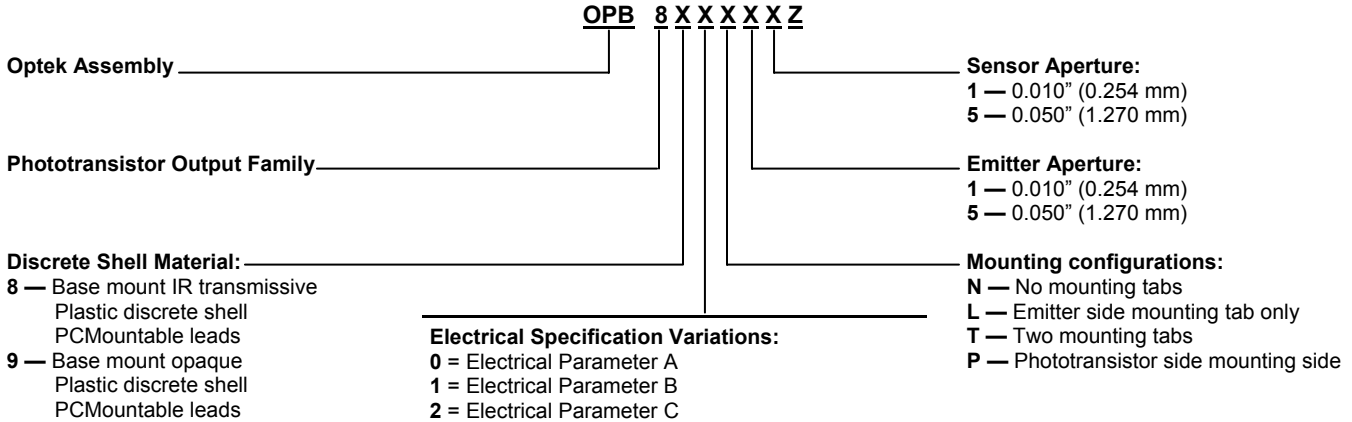 OPB 8 X X X X X Z
Optek Assembly
Phototransistor Output Family
Discrete Shell Material:
8 — Base mount IR transmissive
Plastic discrete shell
PCMountable leads
9 — Base mount opaque
Plastic discrete shell
PCMountable leads
Electrical Specification Variations:
0 = Electrical Parameter A
1 = Electrical Parameter B
2 = Electrical Parameter C
Sensor Aperture:
1 — 0.010” (0.254 mm)
5 — 0.050” (1.270 mm)
Emitter Aperture:
1 — 0.010” (0.254 mm)
5 — 0.050” (1.270 mm)
Mounting configurations:
N — No mounting tabs
L — Emitter side mounting tab only
T — Two mounting tabs
P — Phototransistor side mounting side